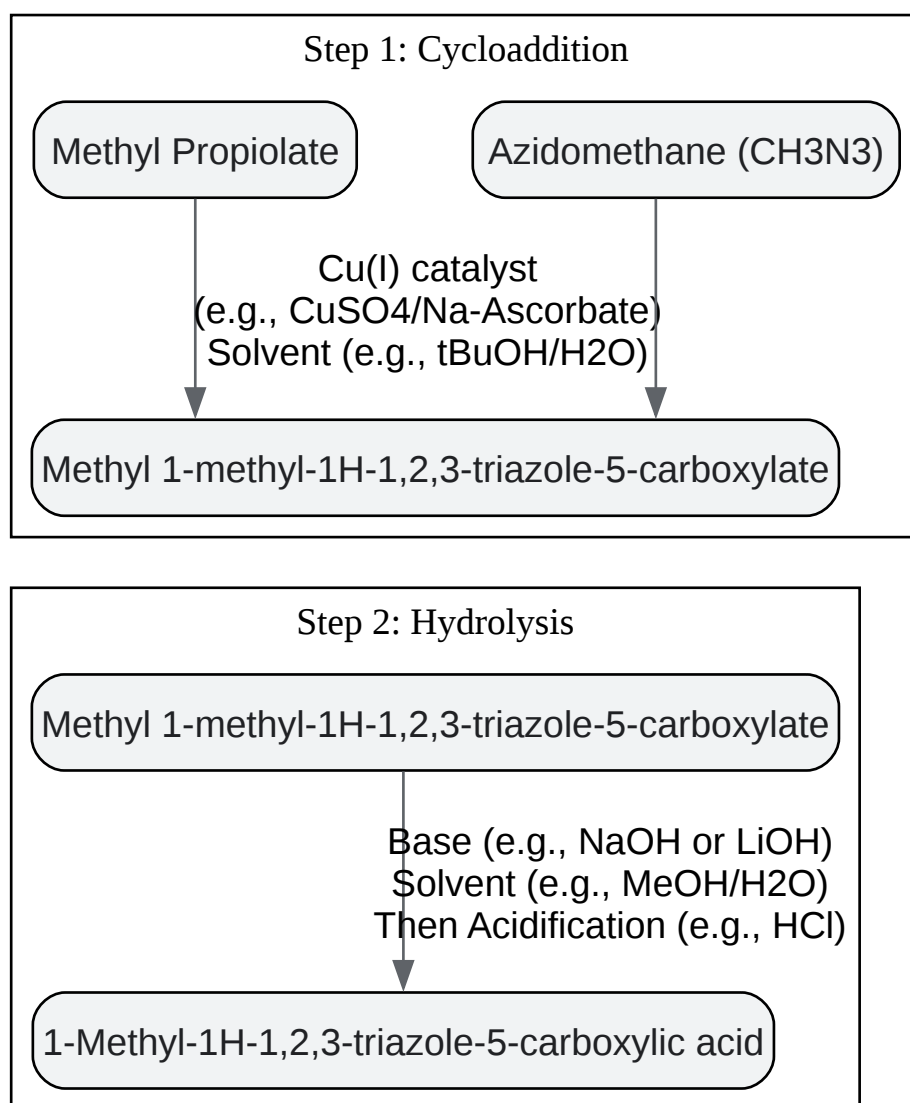 Step 1: Cycloaddition
Methyl Propiolate
Azidomethane (CH3N3)
Cu(I) catalyst
(e.g., CuSO4/Na-Ascorbate)
Solvent (e.g., tBuOH/H2O)
Methyl 1-methyl-1H-1,2,3-triazole-5-carboxylate
Step 2: Hydrolysis
Methyl 1-methyl-1H-1,2,3-triazole-5-carboxylate
Base (e.g., NaOH or LiOH)
Solvent (e.g., MeOH/H2O)
Then Acidification (e.g., HCl)
1-Methyl-1H-1,2,3-triazole-5-carboxylic acid